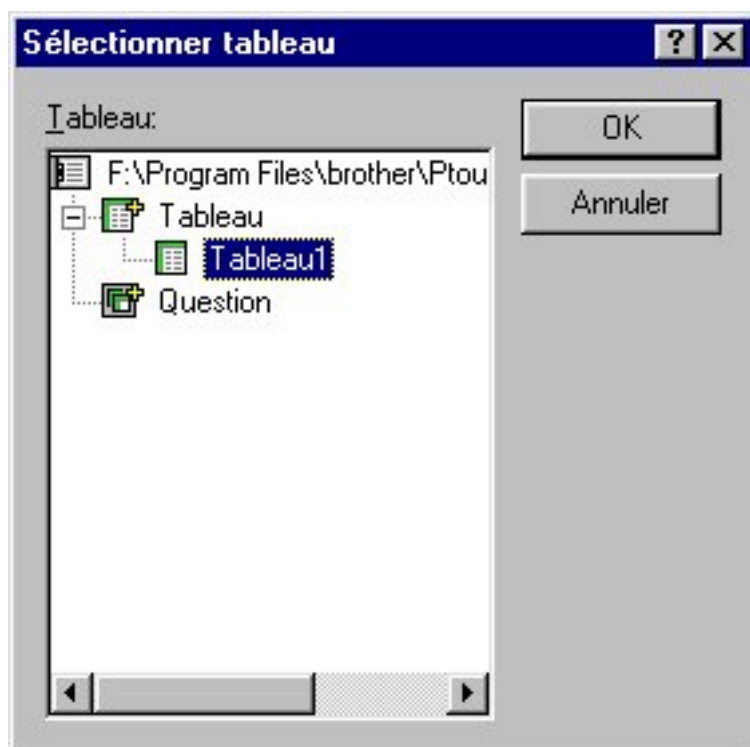 Sélectionner tableau
Tableau:
OK
F:\Program Files\brother\Ptou
Annuler
Tableau
Tableau1
Question